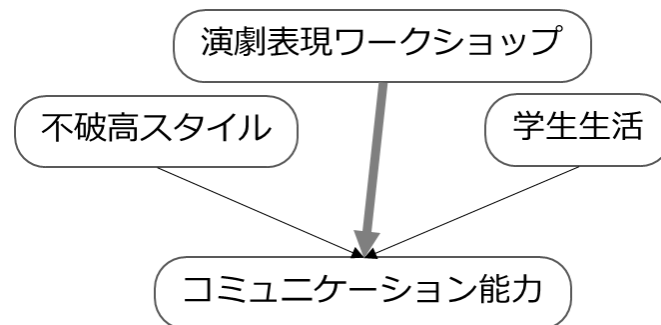 演劇表現ワークショップ
不破高スタイル
学生生活
コミュニケーション能力